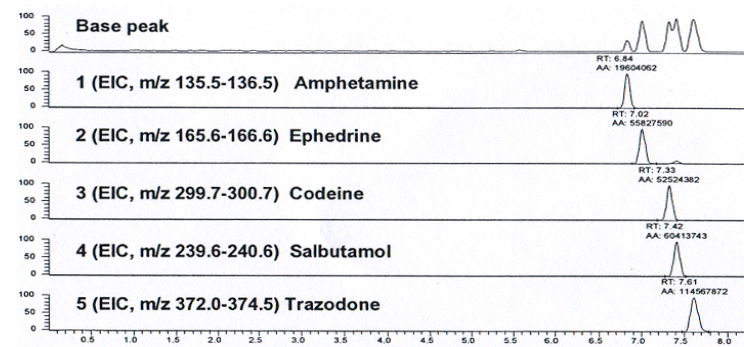 100
50
0
Base peak
RT: 6.84
AA: 19604062
100
50
0
1 (EIC, m/z 135.5-136.5) Amphetamine
RT: 7.02
AA: 55827590
100
50
0
2 (EIC, m/z 165.6-166.6) Ephedrine
RT: 7.33
AA: 52524382
100
50
0
3 (EIC, m/z 299.7-300.7) Codeine
RT: 7.42
AA: 60413743
100
50
0
4 (EIC, m/z 239.6-240.6) Salbutamol
RT: 7.61
AA: 114567872
100
50
0
5 (EIC, m/z 372.0-374.5) Trazodone
0.5 1.0 1.5 2.0 2.5 3.0 3.5 4.0 4.5 5.0 5.5 6.0 6.5 7.0 7.5 8.0